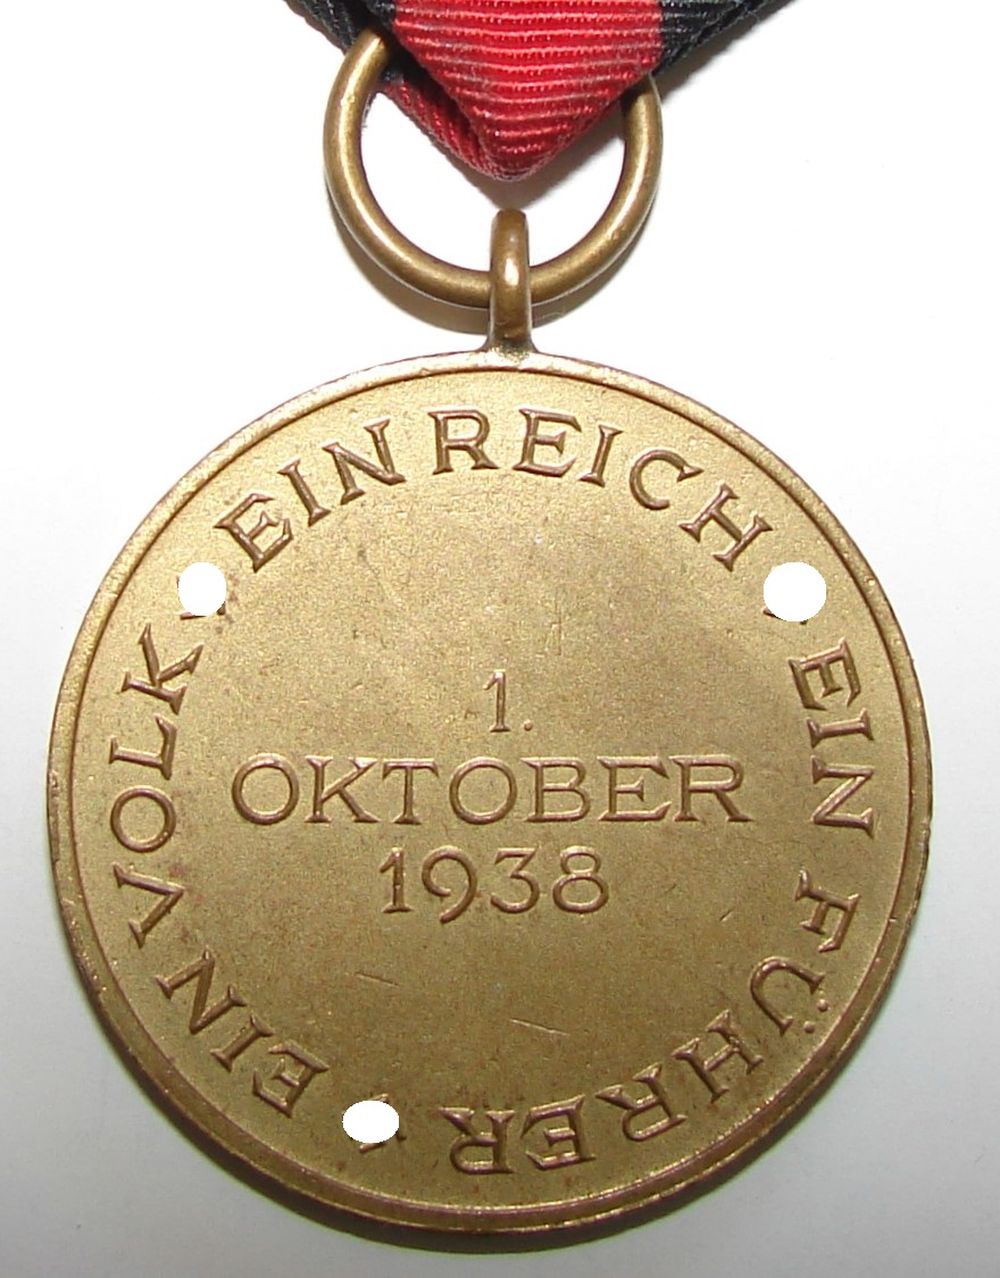 EIN VOLK EIN REICH EIN FÜHRER
1.
OKTOBER
1938